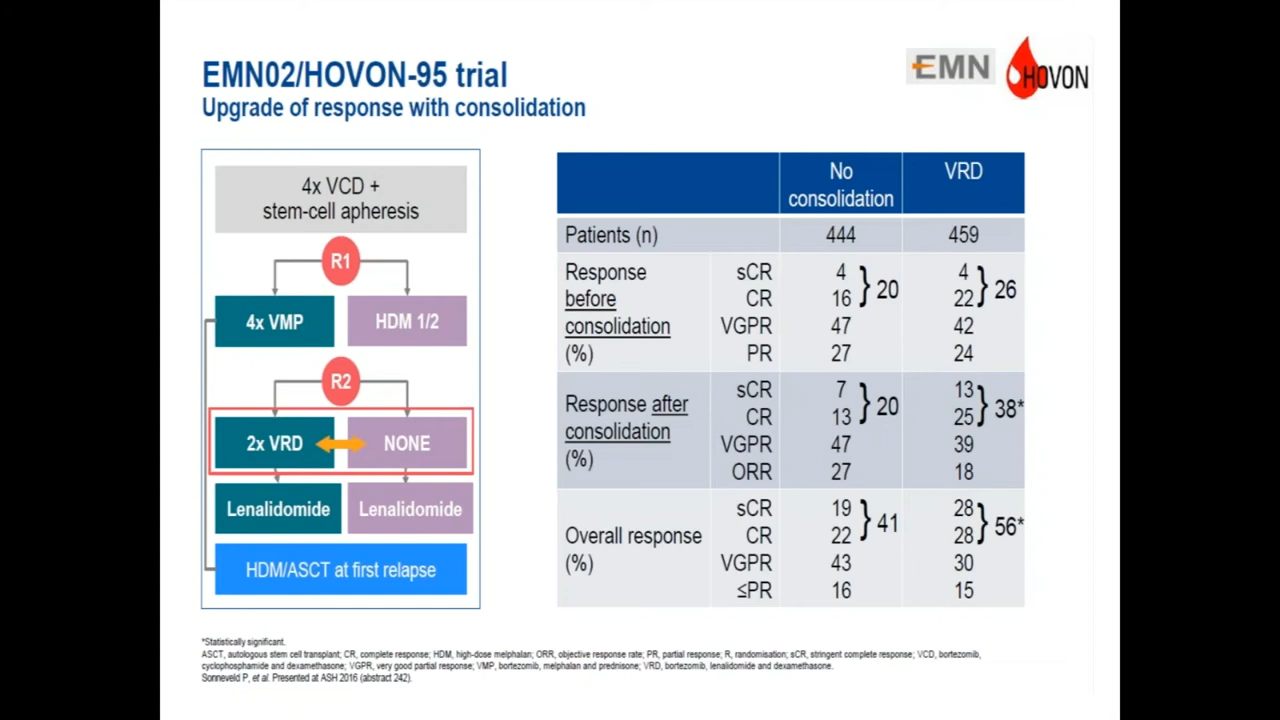 EMN02/HOVON-95 trial
Upgrade of response with consolidation
EMN
HOVON
4x VCD +
stem-cell apheresis
R1
4x VMP
HDM 1/2
R2
2x VRD
NONE
Lenalidomide
Lenalidomide
HDM/ASCT at first relapse
No consolidation VRD
Patients (n) 444 459
Response before consolidation (%)
sCR 4 4
CR 16 } 20 22 } 26
VGPR 47 42
PR 27 24
Response after consolidation (%)
sCR 7 13
CR 13 } 20 25 } 38*
VGPR 47 39
ORR 27 18
Overall response (%)
sCR 19 28
CR 22 } 41 28 } 56*
VGPR 43 30
≤PR 16 15
*Statistically significant.
ASCT, autologous stem cell transplant; CR, complete response; HDM, high-dose melphalan; ORR, objective response rate; PR, partial response; R, randomisation; sCR, stringent complete response; VCD, bortezomib,
cyclophosphamide and dexamethasone; VGPR, very good partial response; VMP, bortezomib, melphalan and prednisone; VRD, bortezomib, lenalidomide and dexamethasone.
Sonneveld P, et al. Presented at ASH 2016 (abstract 242).